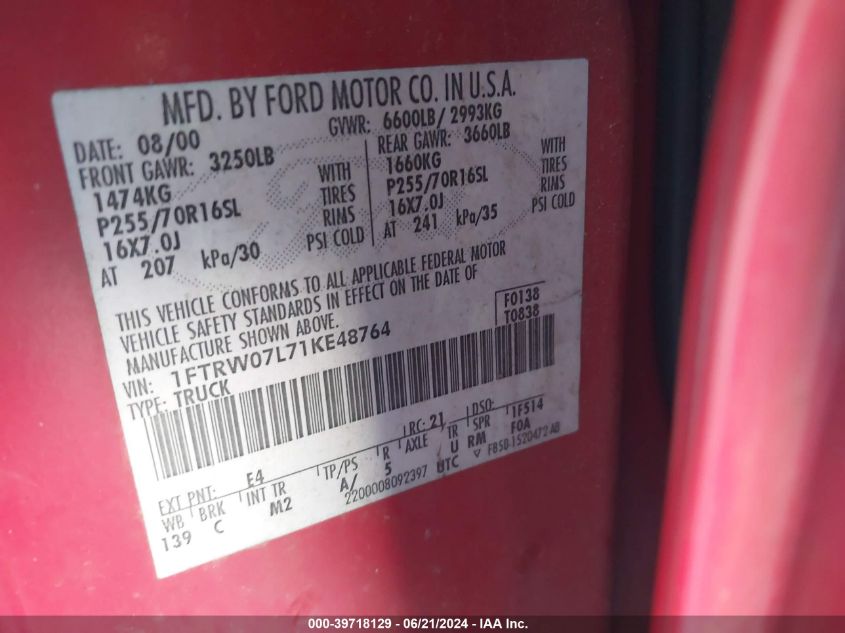 MFD. BY FORD MOTOR CO. IN U.S.A.
DATE: 08/00 GVWR: 6600LB/ 2993KG
FRONT GAWR: 3250LB REAR GAWR: 3660LB
1474KG WITH 1660KG WITH
P255/70R16SL TIRES P255/70R16SL TIRES
16X7.0J RIMS 16X7.0J RIMS
AT 207 kPa/30 PSI COLD AT 241 kPa/35 PSI COLD
THIS VEHICLE CONFORMS TO ALL APPLICABLE FEDERAL MOTOR
VEHICLE SAFETY STANDARDS IN EFFECT ON THE DATE OF
MANUFACTURE SHOWN ABOVE.
F0138
T0838
VIN: 1FTRW07L71KE48764
TYPE: TRUCK
EXT PNT: E4 RC: 21 DSO:
WB BRK INT TR TP/PS R AXLE TR SPR 1F514
139 C M2 A/ 5 U RM FOA
2200008092397 UTC F85B-1520472 AB
000-39718129 - 06/21/2024 - IAA Inc.